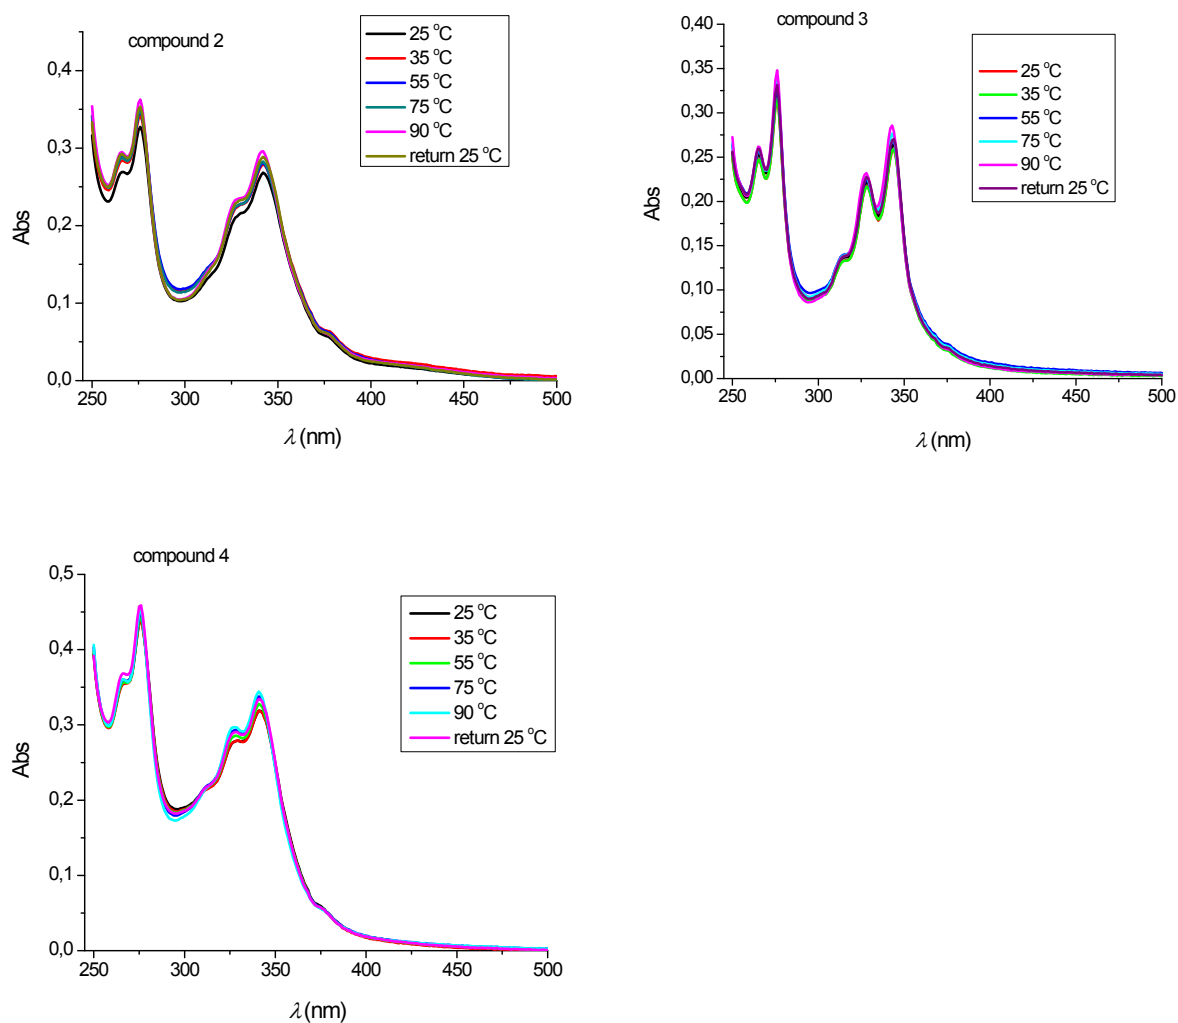 compound 2
25 °C
35 °C
55 °C
75 °C
90 °C
return 25 °C
0,4
0,3
0,2
0,1
0,0
Abs
250 300 350 400 450 500
λ (nm)
compound 3
25 °C
35 °C
55 °C
75 °C
90 °C
return 25 °C
0,40
0,35
0,30
0,25
0,20
0,15
0,10
0,05
0,00
Abs
250 300 350 400 450 500
λ (nm)
compound 4
25 °C
35 °C
55 °C
75 °C
90 °C
return 25 °C
0,5
0,4
0,3
0,2
0,1
0,0
Abs
250 300 350 400 450 500
λ (nm)